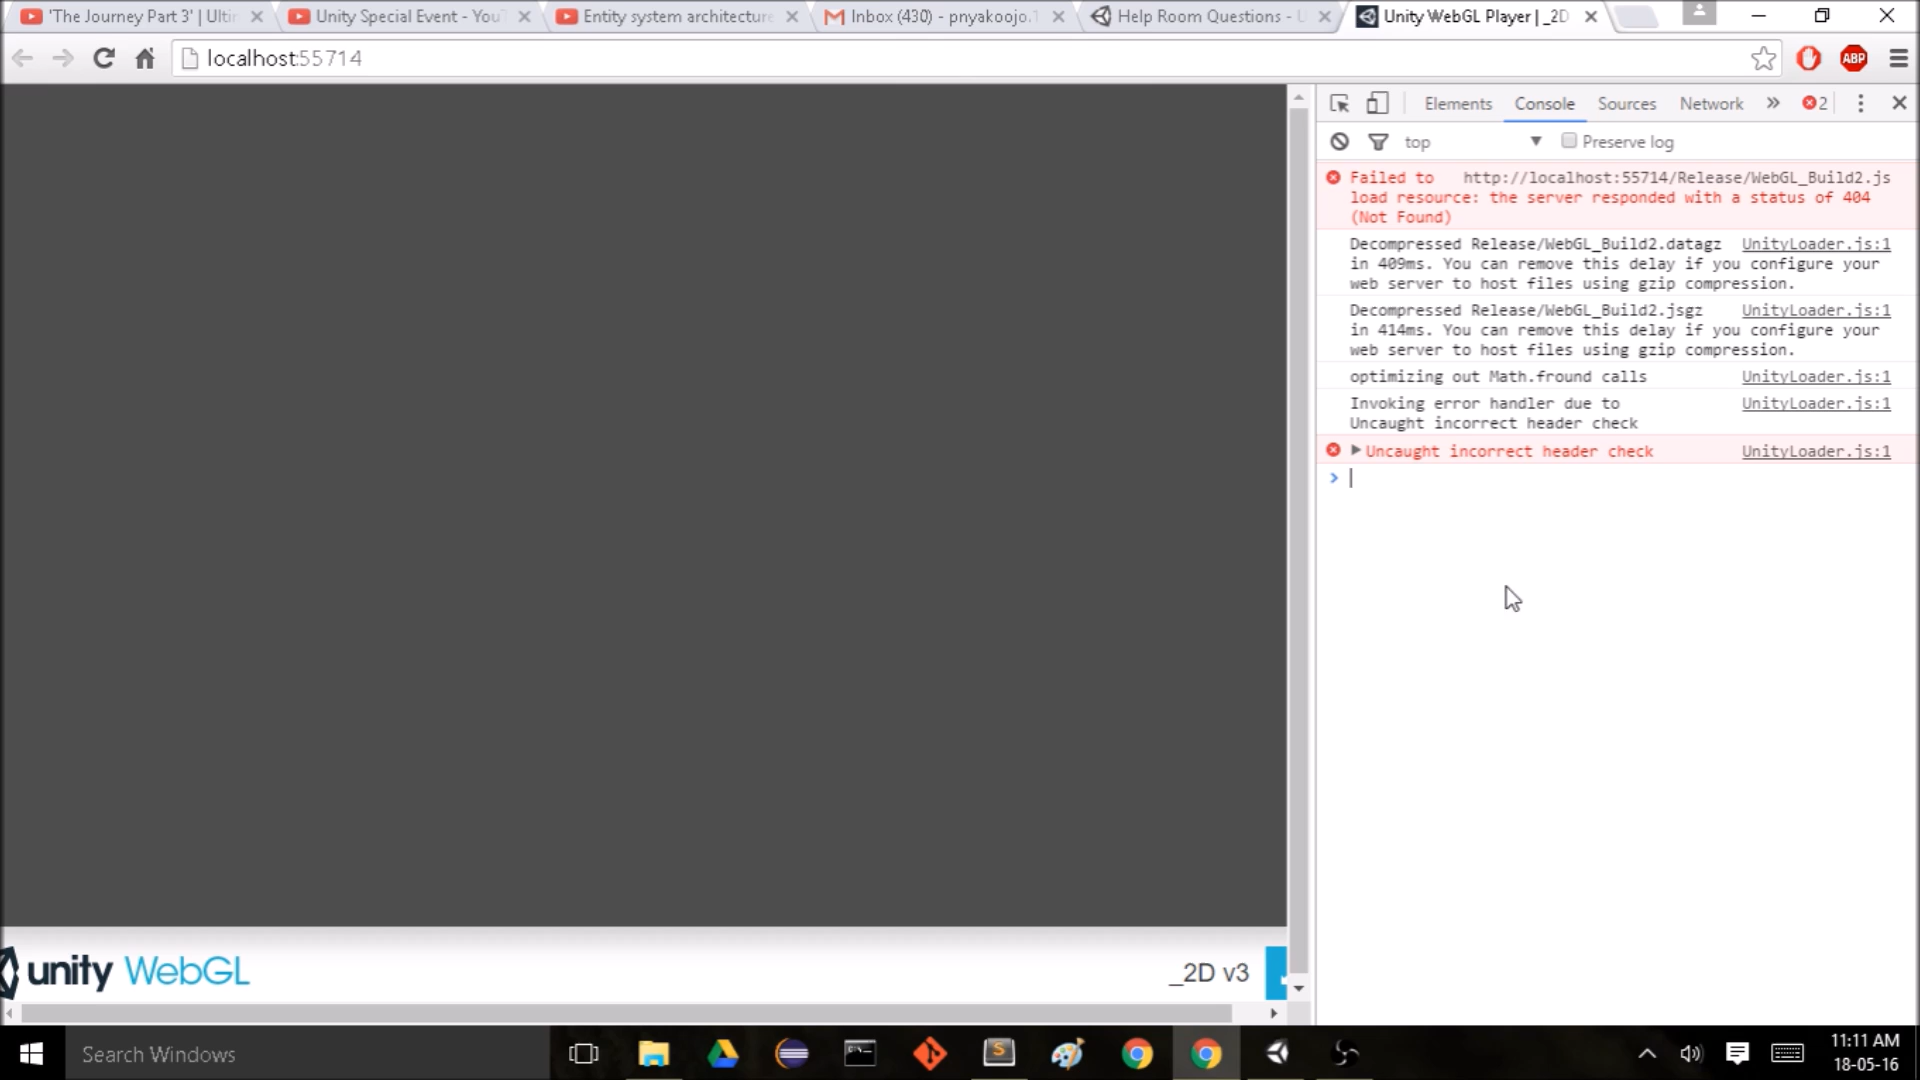 'The Journey Part 3' | Ulti
Unity Special Event - You
Entity system architecture
Inbox (430) - pnyakoojo.1
Help Room Questions - U
Unity WebGL Player | _2D
localhost:55714
ABP
Elements
Console
Sources
Network
2
top
Preserve log
Failed to http://localhost:55714/Release/WebGL_Build2.js
load resource: the server responded with a status of 404
(Not Found)
Decompressed Release/WebGL_Build2.datagz UnityLoader.js:1
in 409ms. You can remove this delay if you configure your
web server to host files using gzip compression.
Decompressed Release/WebGL_Build2.jsgz UnityLoader.js:1
in 414ms. You can remove this delay if you configure your
web server to host files using gzip compression.
optimizing out Math.fround calls UnityLoader.js:1
Invoking error handler due to UnityLoader.js:1
Uncaught incorrect header check
Uncaught incorrect header check UnityLoader.js:1
unity WebGL
_2D v3
Search Windows
11:11 AM
18-05-16